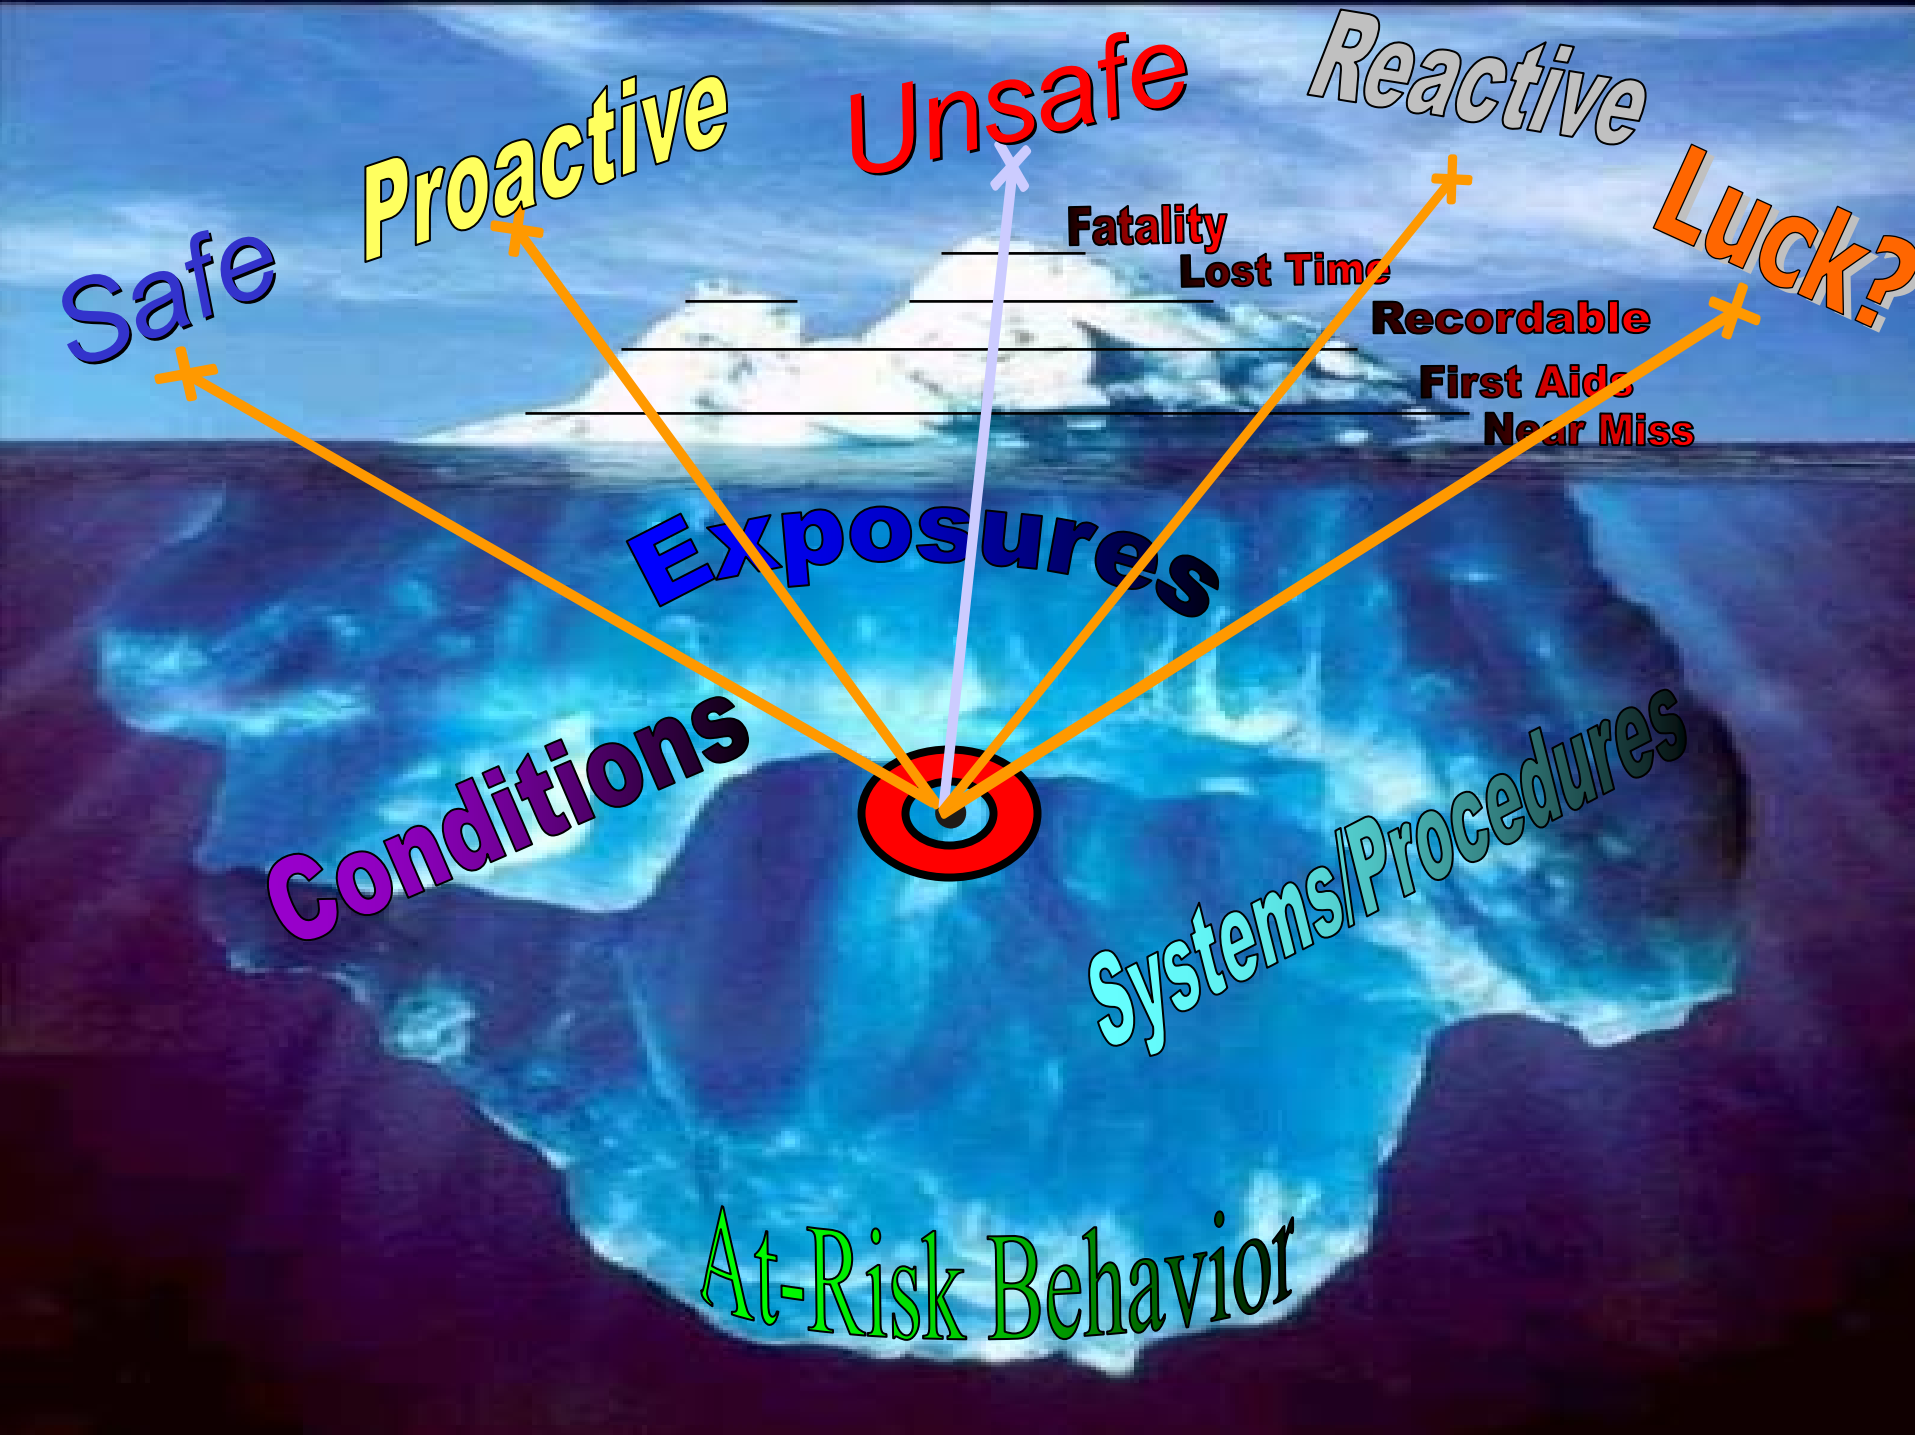 Safe
Proactive
Unsafe
Reactive
Luck?
Fatality
Lost Time
Recordable
First Aids
Near Miss
Exposures
Conditions
Systems/Procedures
At-Risk Behavior